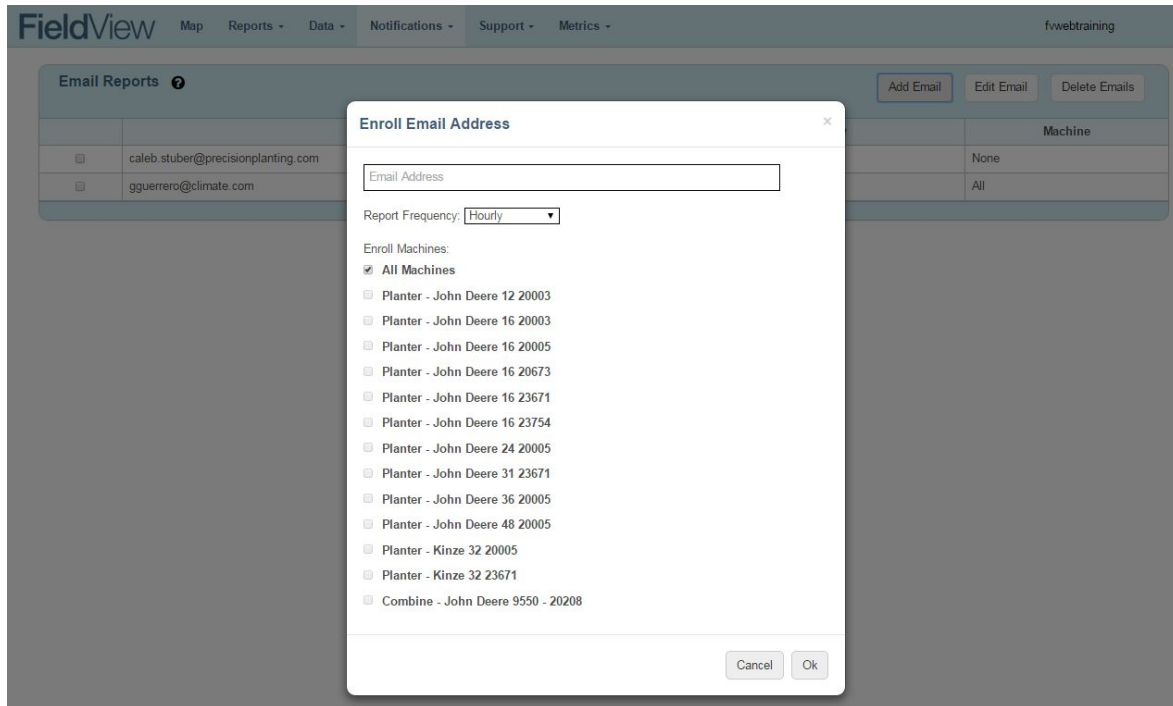 FieldView Map Reports Data Notifications Support Metrics fvwebtraining
Email Reports ? Add Email Edit Email Delete Emails
Machine
caleb.stuber@precisionplanting.com None
gguerrero@climate.com All
Enroll Email Address ×
Email Address
Report Frequency: Hourly
Enroll Machines:
All Machines
Planter - John Deere 12 20003
Planter - John Deere 16 20003
Planter - John Deere 16 20005
Planter - John Deere 16 20673
Planter - John Deere 16 23671
Planter - John Deere 16 23754
Planter - John Deere 24 20005
Planter - John Deere 31 23671
Planter - John Deere 36 20005
Planter - John Deere 48 20005
Planter - Kinze 32 20005
Planter - Kinze 32 23671
Combine - John Deere 9550 - 20208
Cancel Ok